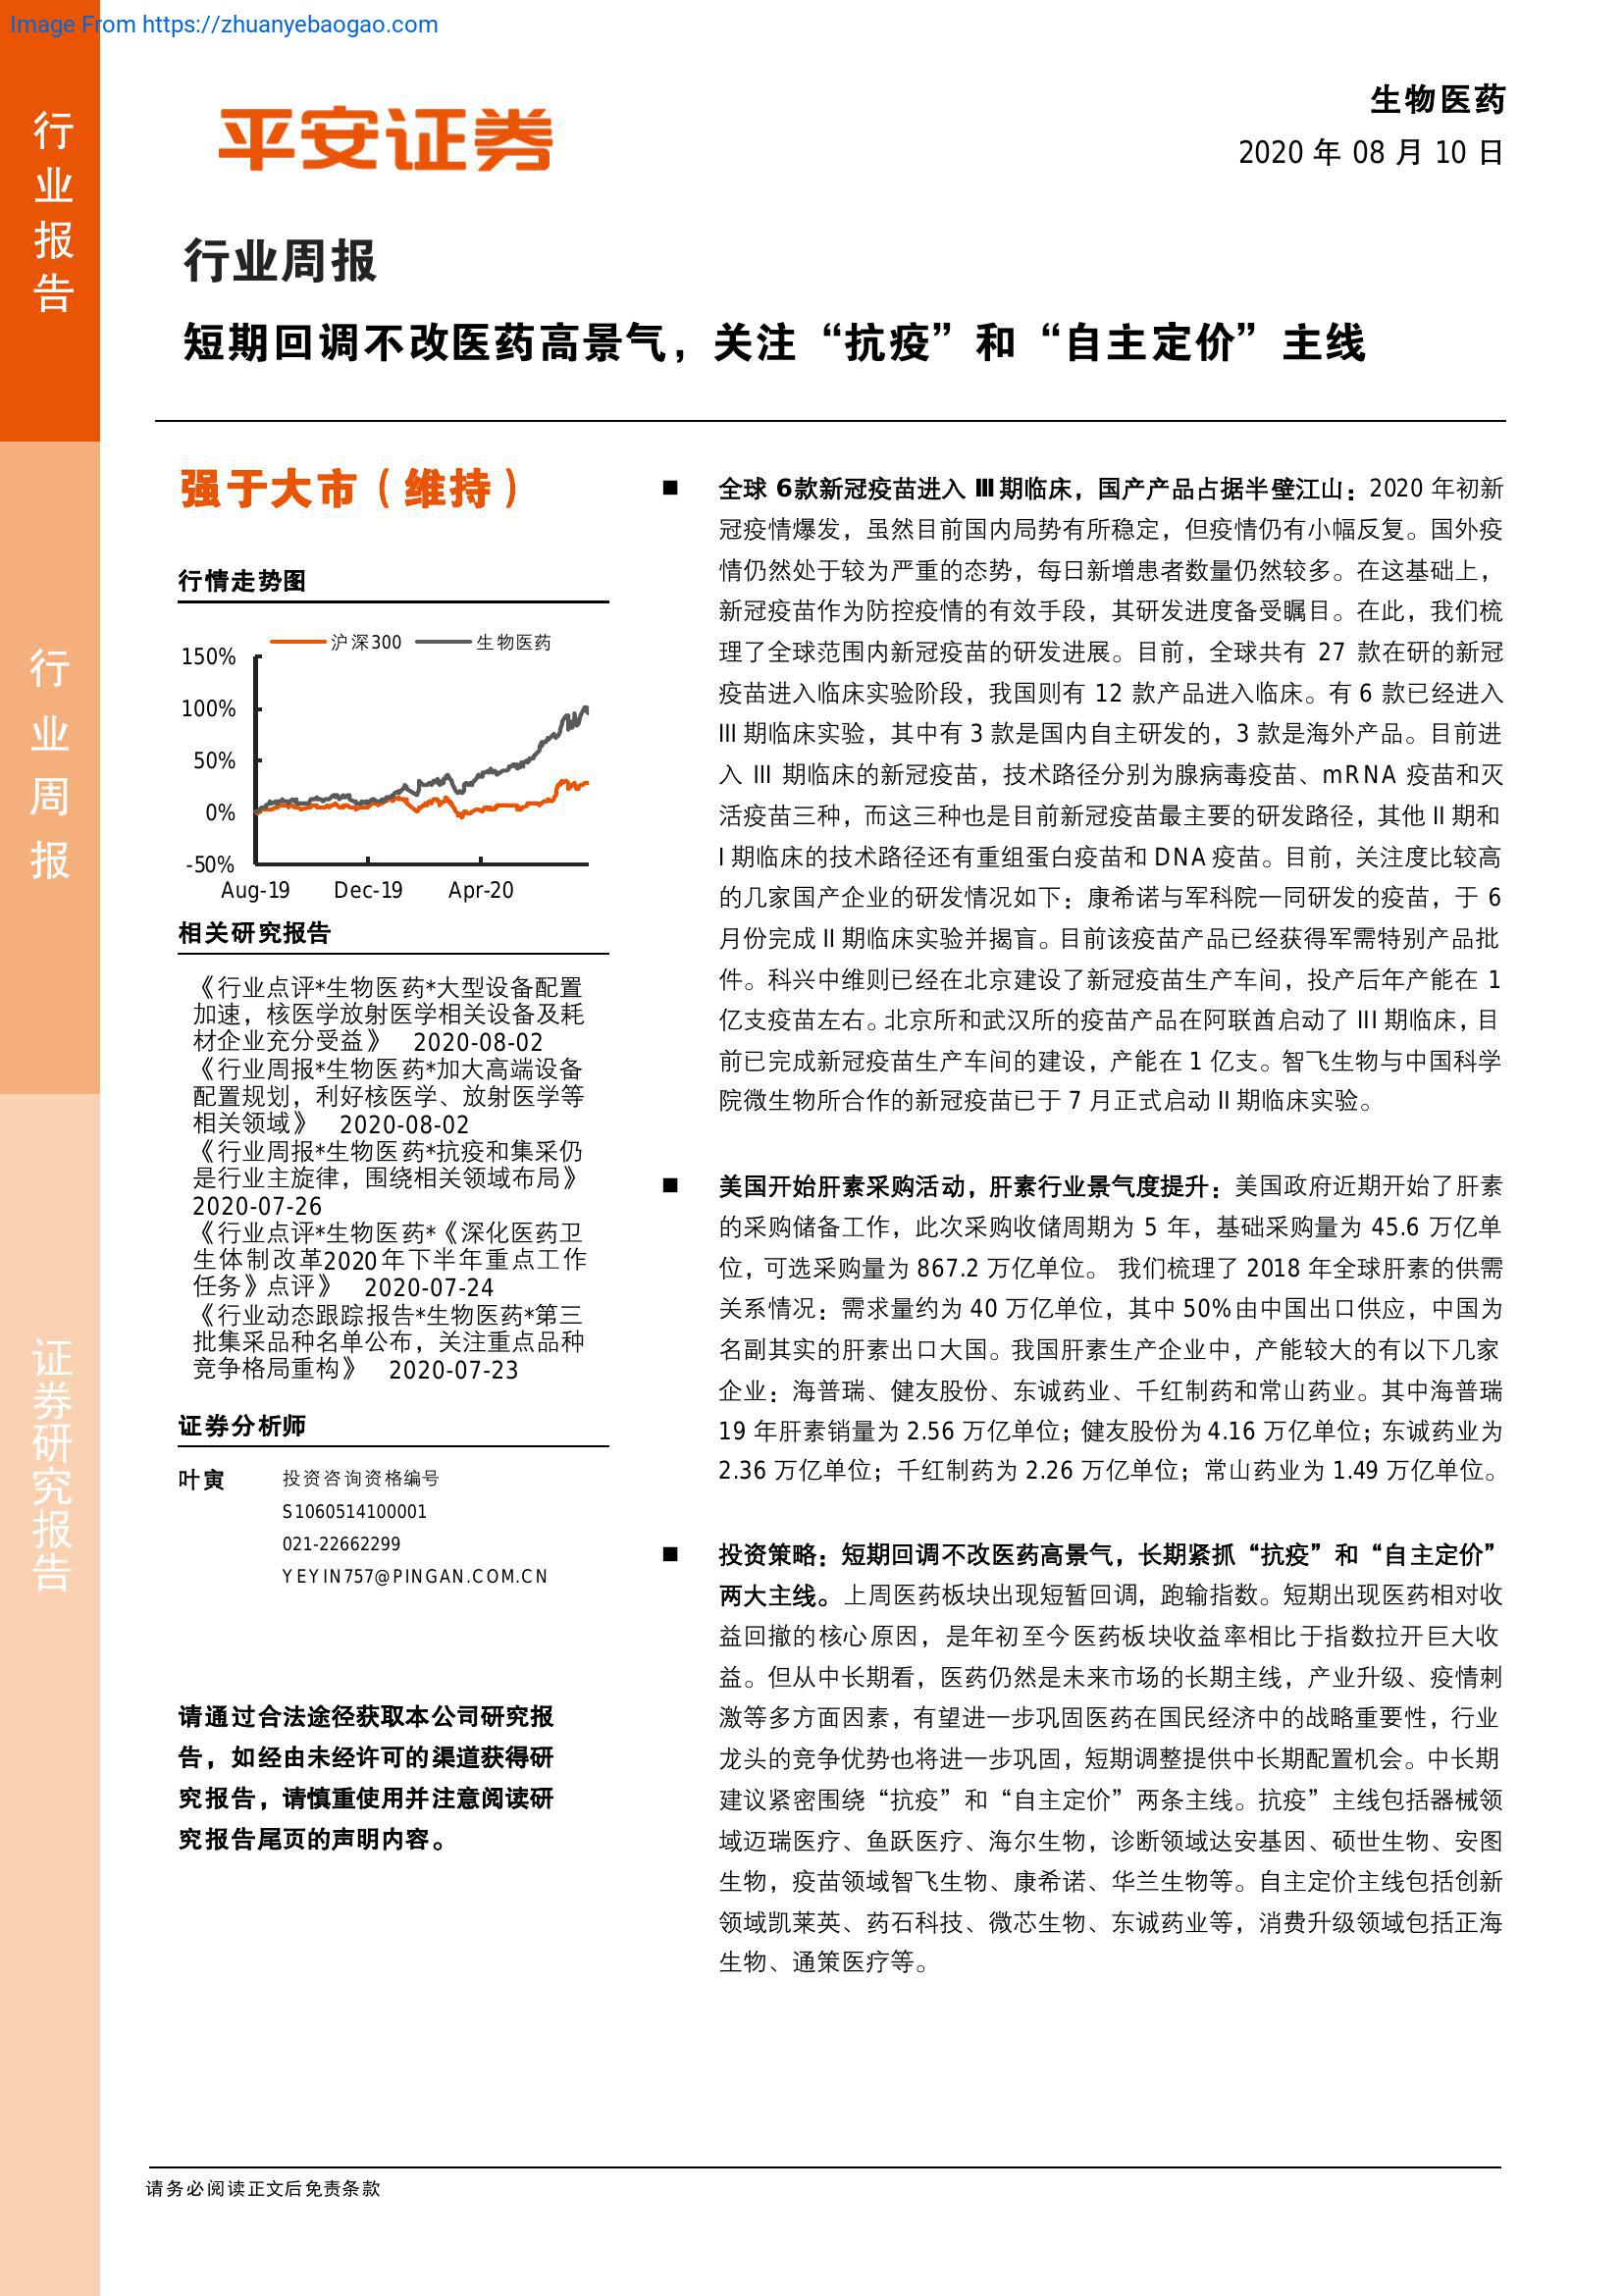 Image From https://zhuanyebaogao.com
行业报告
行业周报
证券研究报告
平安证券
生物医药
2020 年 08 月 10 日
行业周报
短期回调不改医药高景气，关注“抗疫”和“自主定价”主线
强于大市（维持）
行情走势图
沪深300 生物医药
150%
100%
50%
0%
-50%
Aug-19 Dec-19 Apr-20
相关研究报告
《行业点评*生物医药*大型设备配置
加速，核医学放射医学相关设备及耗
材企业充分受益》 2020-08-02
《行业周报*生物医药*加大高端设备
配置规划，利好核医学、放射医学等
相关领域》 2020-08-02
《行业周报*生物医药*抗疫和集采仍
是行业主旋律，围绕相关领域布局》
2020-07-26
《行业点评*生物医药*《深化医药卫
生体制改革2020年下半年重点工作
任务》点评》 2020-07-24
《行业动态跟踪报告*生物医药*第三
批集采品种名单公布，关注重点品种
竞争格局重构》 2020-07-23
证券分析师
叶寅 投资咨询资格编号
S1060514100001
021-22662299
YEYIN757@PINGAN.COM.CN
请通过合法途径获取本公司研究报
告，如经由未经许可的渠道获得研
究报告，请慎重使用并注意阅读研
究报告尾页的声明内容。
■ 全球 6款新冠疫苗进入 III 期临床，国产产品占据半壁江山：2020 年初新
冠疫情爆发，虽然目前国内局势有所稳定，但疫情仍有小幅反复。国外疫
情仍然处于较为严重的态势，每日新增患者数量仍然较多。在这基础上，
新冠疫苗作为防控疫情的有效手段，其研发进度备受瞩目。在此，我们梳
理了全球范围内新冠疫苗的研发进展。目前，全球共有 27 款在研的新冠
疫苗进入临床实验阶段，我国则有 12 款产品进入临床。有 6 款已经进入
III 期临床实验，其中有 3 款是国内自主研发的，3 款是海外产品。目前进
入 III 期临床的新冠疫苗，技术路径分别为腺病毒疫苗、mRNA 疫苗和灭
活疫苗三种，而这三种也是目前新冠疫苗最主要的研发路径，其他 II 期和
I 期临床的技术路径还有重组蛋白疫苗和 DNA 疫苗。目前，关注度比较高
的几家国产企业的研发情况如下：康希诺与军科院一同研发的疫苗，于 6
月份完成 II 期临床实验并揭盲。目前该疫苗产品已经获得军需特别产品批
件。科兴中维则已经在北京建设了新冠疫苗生产车间，投产后年产能在 1
亿支疫苗左右。北京所和武汉所的疫苗产品在阿联酋启动了 III 期临床，目
前已完成新冠疫苗生产车间的建设，产能在 1 亿支。智飞生物与中国科学
院微生物所合作的新冠疫苗已于 7 月正式启动 II 期临床实验。
■ 美国开始肝素采购活动，肝素行业景气度提升：美国政府近期开始了肝素
的采购储备工作，此次采购收储周期为 5 年，基础采购量为 45.6 万亿单
位，可选采购量为 867.2 万亿单位。 我们梳理了 2018 年全球肝素的供需
关系情况：需求量约为 40 万亿单位，其中 50%由中国出口供应，中国为
名副其实的肝素出口大国。我国肝素生产企业中，产能较大的有以下几家
企业：海普瑞、健友股份、东诚药业、千红制药和常山药业。其中海普瑞
19 年肝素销量为 2.56 万亿单位；健友股份为 4.16 万亿单位；东诚药业为
2.36 万亿单位；千红制药为 2.26 万亿单位；常山药业为 1.49 万亿单位。
■ 投资策略：短期回调不改医药高景气，长期紧抓“抗疫”和“自主定价”
两大主线。上周医药板块出现短暂回调，跑输指数。短期出现医药相对收
益回撤的核心原因，是年初至今医药板块收益率相比于指数拉开巨大收
益。但从中长期看，医药仍然是未来市场的长期主线，产业升级、疫情刺
激等多方面因素，有望进一步巩固医药在国民经济中的战略重要性，行业
龙头的竞争优势也将进一步巩固，短期调整提供中长期配置机会。中长期
建议紧密围绕“抗疫”和“自主定价”两条主线。抗疫”主线包括器械领
域迈瑞医疗、鱼跃医疗、海尔生物，诊断领域达安基因、硕世生物、安图
生物，疫苗领域智飞生物、康希诺、华兰生物等。自主定价主线包括创新
领域凯莱英、药石科技、微芯生物、东诚药业等，消费升级领域包括正海
生物、通策医疗等。
请务必阅读正文后免责条款